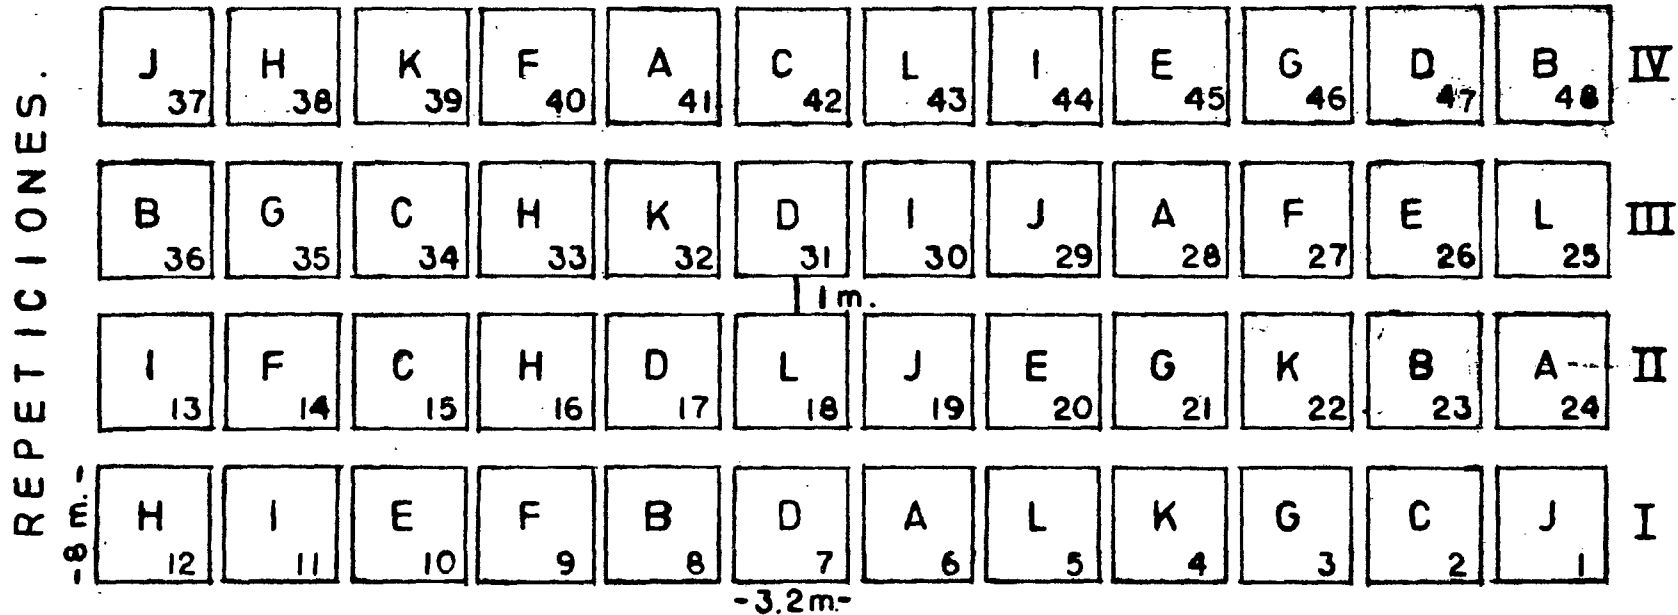 REPETICIONES.
J H K F A C L I E G D B IV
37 38 39 40 41 42 43 44 45 46 47 48
B G C H K D I J A F E L III
36 35 34 33 32 31 30 29 28 27 26 25
1 m.
I F C H D L J E G K B A II
13 14 15 16 17 18 19 20 21 22 23 24
-8 m.-
H I E F B D A L K G C J I
12 11 10 9 8 7 6 5 4 3 2 1
-3.2m.-